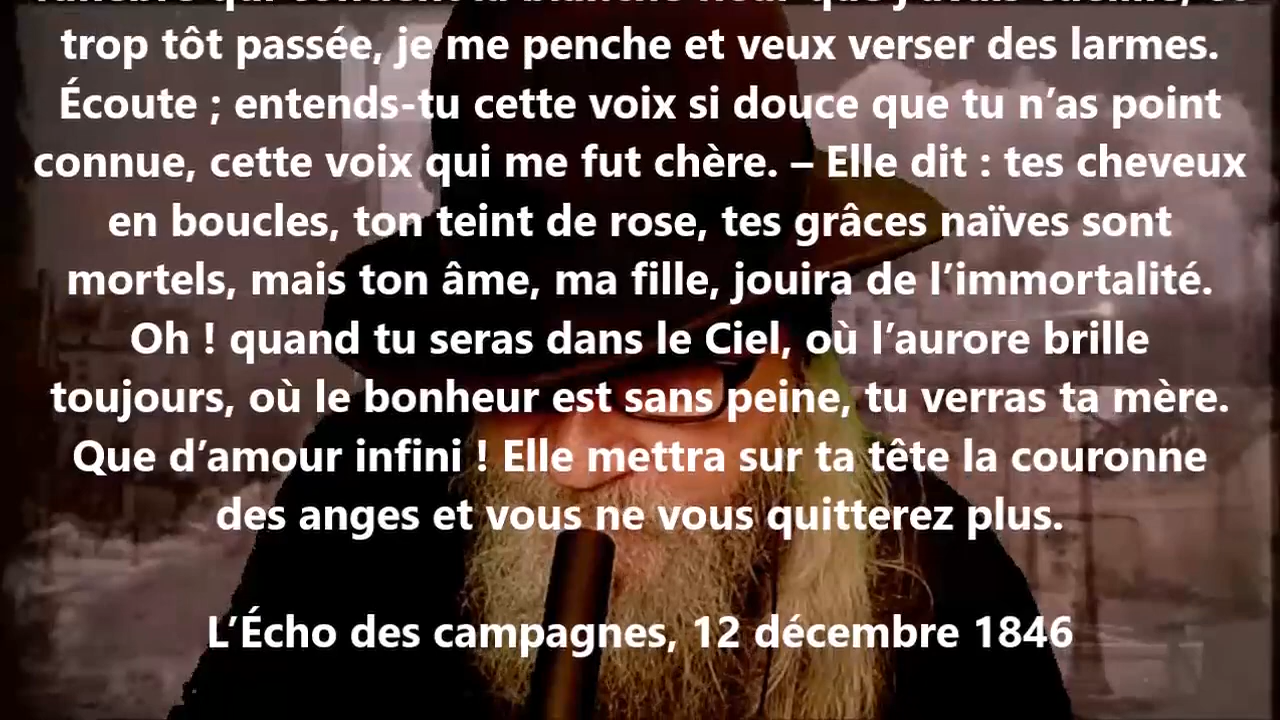 trop tôt passée, je me penche et veux verser des larmes.
Écoute ; entends-tu cette voix si douce que tu n’as point
connue, cette voix qui me fut chère. – Elle dit : tes cheveux
en boucles, ton teint de rose, tes grâces naïves sont
mortels, mais ton âme, ma fille, jouira de l’immortalité.
Oh ! quand tu seras dans le Ciel, où l’aurore brille
toujours, où le bonheur est sans peine, tu verras ta mère.
Que d’amour infini ! Elle mettra sur ta tête la couronne
des anges et vous ne vous quitterez plus.
L’Écho des campagnes, 12 décembre 1846